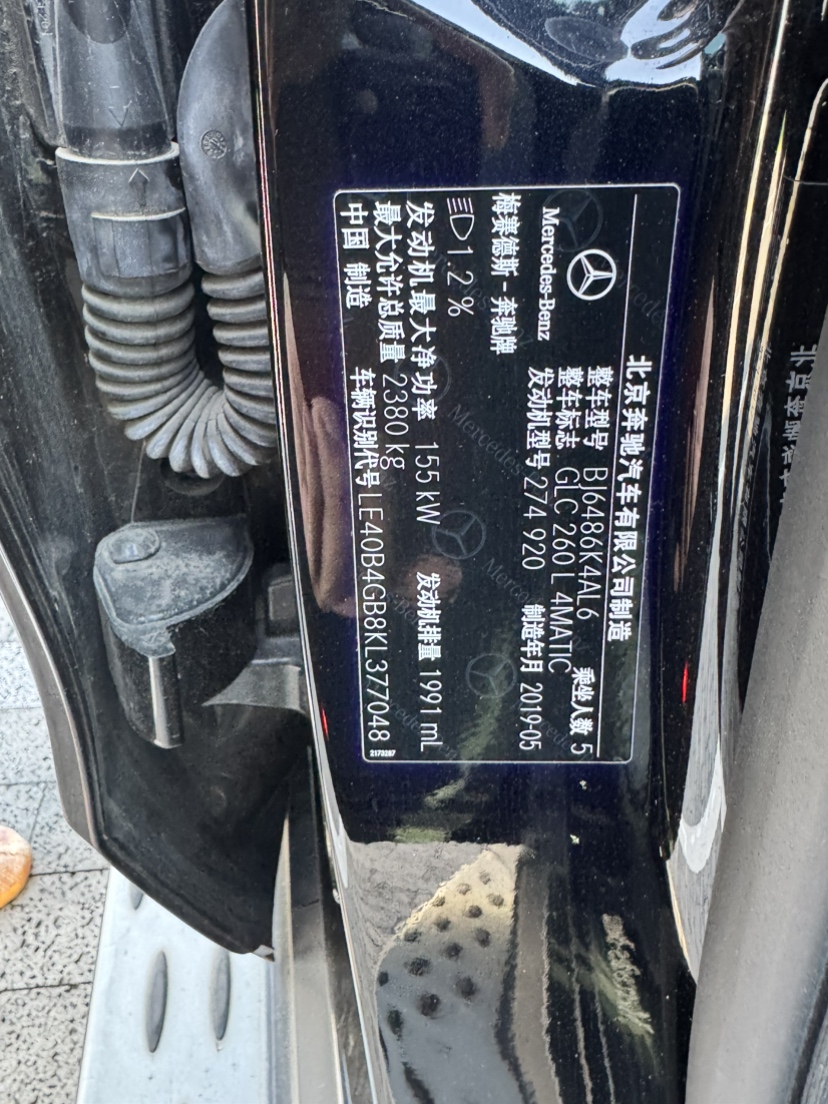 北京奔驰汽车有限公司制造
Mercedes-Benz
整车型号 BJ6486K4AL6 乘坐人数 5
整车标志 GLC 260 L 4MATIC
梅赛德斯-奔驰牌 发动机型号 274 920 制造年月 2019-05
1.2%
发动机最大净功率 155 kW 发动机排量 1991 mL
最大允许总质量 2380 kg
中国 制造 车辆识别代号 LE40B4GB8KL377048
2173287